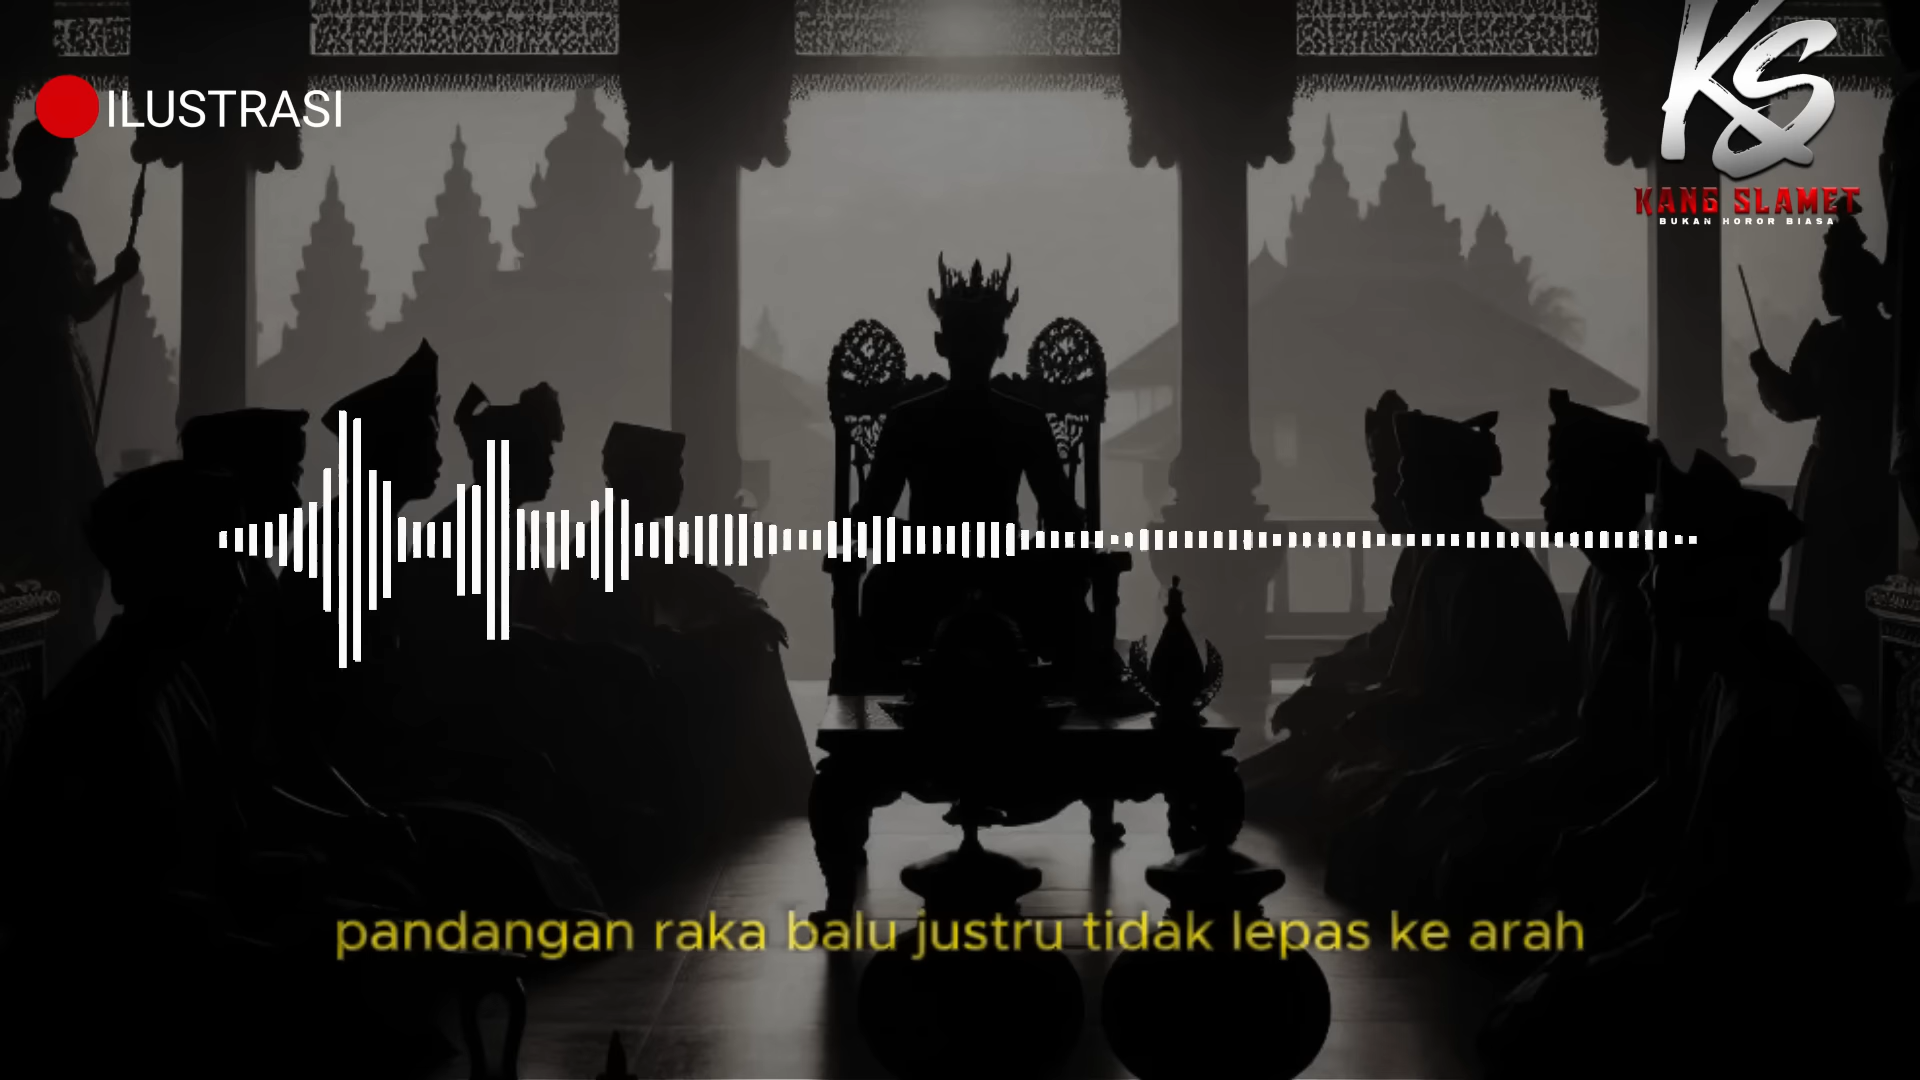 ILUSTRASI
KS
KANG SLAMET
BUKAN HOROR BIASA
pandangan raka balu justru tidak lepas ke arah